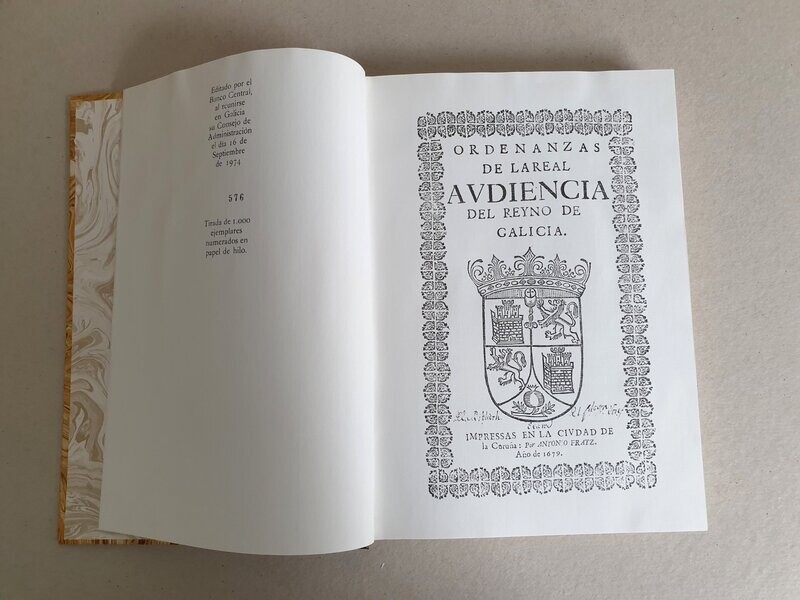 Editado por el
Banco Central,
al reunirse
en Galicia
su Consejo de
Administración
el día 16 de
Septiembre
de 1974
576
Tirada de 1.000
ejemplares
numerados en
papel de hilo.
ORDENANZAS
DE LA REAL
AVDIENCIA
DEL REYNO DE
GALICIA.
IMPRESSAS EN LA CIVDAD DE
la Coruña: Por ANTONIO FRAYZ.
Año de 1679.